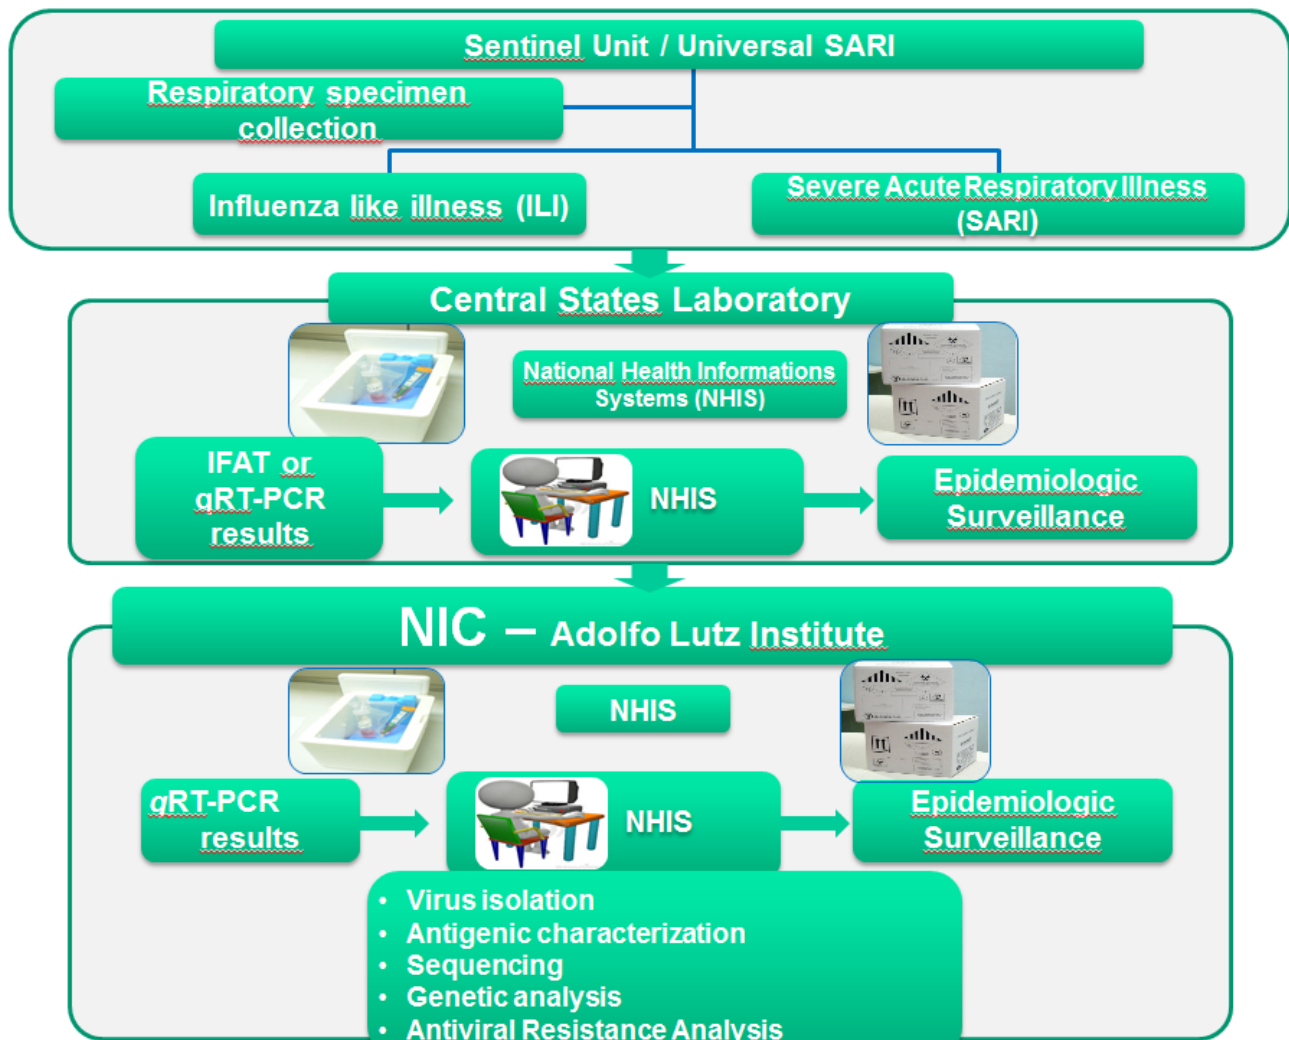 Sentinel Unit / Universal SARI
Respiratory specimen
collection
Influenza like illness (ILI)
Severe Acute Respiratory Illness
(SARI)
Central States Laboratory
National Health Informations
Systems (NHIS)
IFAT or
qRT-PCR
results
NHIS
Epidemiologic
Surveillance
NIC – Adolfo Lutz Institute
NHIS
qRT-PCR
results
NHIS
Epidemiologic
Surveillance
• Virus isolation
• Antigenic characterization
• Sequencing
• Genetic analysis
• Antiviral Resistance Analysis